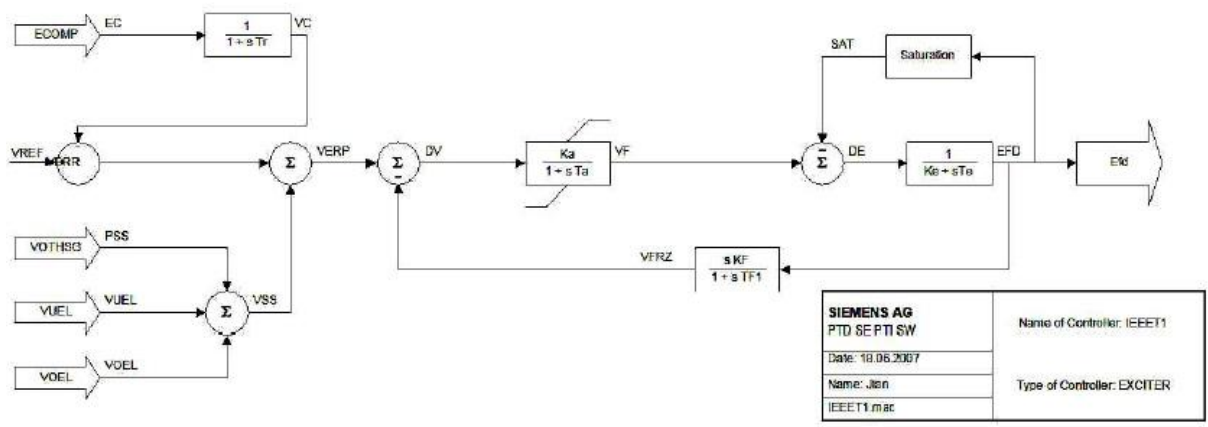 ECOMP
EC
1
1 + s Tr
VC
SAT
Saturation
VREF
Σ
VERP
Σ
DV
Ka
1 + s Ta
VF
Σ
DE
1
Ke + sTe
EFD
Efd
VOTHSG
PSS
VUEL
VUEL
Σ
VSS
VOEL
VOEL
VFRZ
s KF
1 + s TF1
SIEMENS AG
PTD SE PTI SW
Date: 18.06.2007
Name: Jian
IEEET1.mac
Name of Controller: IEEET1
Type of Controller: EXCITER